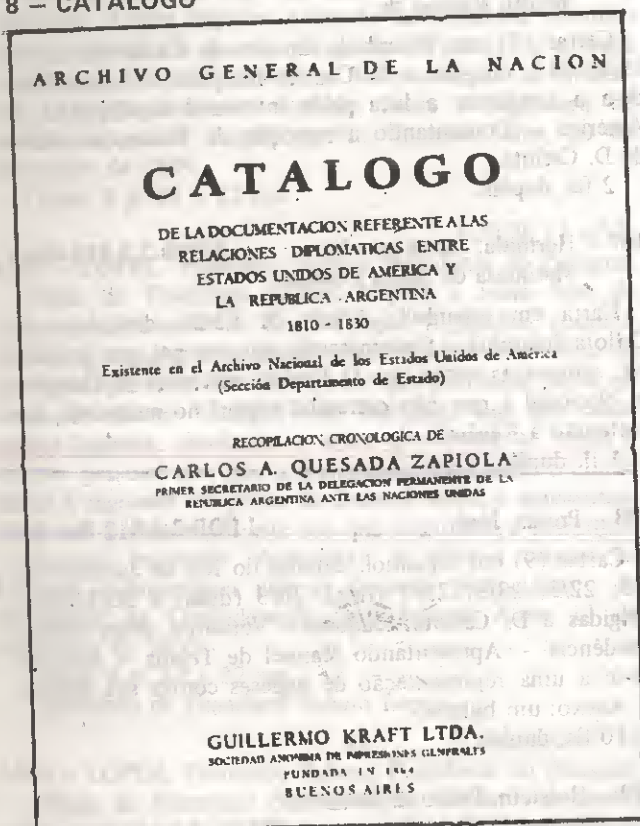 8 – CATALOGO
ARCHIVO GENERAL DE LA NACION
CATALOGO
DE LA DOCUMENTACION REFERENTE A LAS
RELACIONES DIPLOMATICAS ENTRE
ESTADOS UNIDOS DE AMERICA Y
LA REPUBLICA ARGENTINA
1810 - 1830
Existente en el Archivo Nacional de los Estados Unidos de América
(Sección Departamento de Estado)
RECOPILACION CRONOLOGICA DE
CARLOS A. QUESADA ZAPIOLA
PRIMER SECRETARIO DE LA DELEGACION PERMANENTE DE LA
REPUBLICA ARGENTINA ANTE LAS NACIONES UNIDAS
GUILLERMO KRAFT LTDA.
SOCIEDAD ANONIMA DE IMPRESIONES GENERALES
FUNDADA EN 1864
BUENOS AIRES